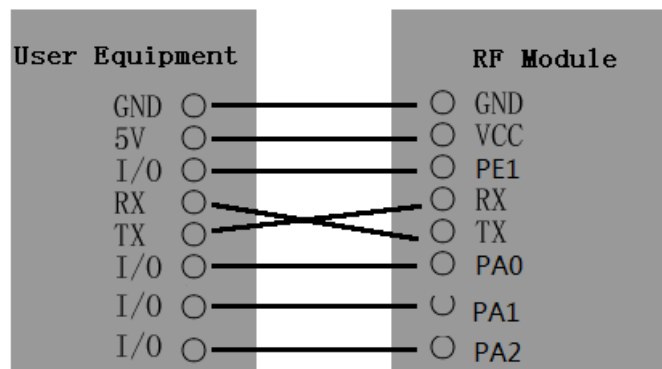 User Equipment
GND
5V
I/O
RX
TX
I/O
I/O
I/O
RF Module
GND
VCC
PE1
RX
TX
PA0
PA1
PA2